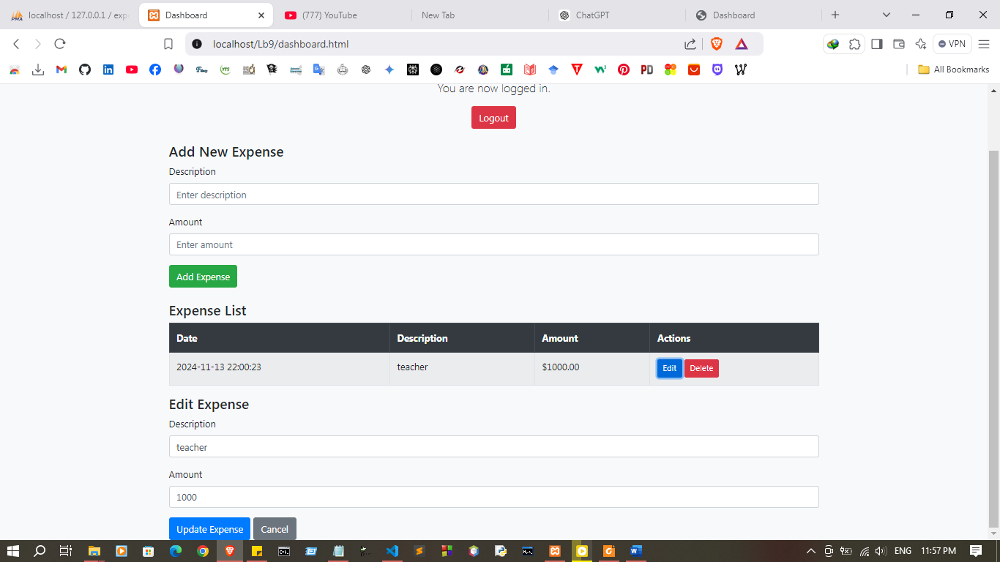 localhost / 127.0.0.1 / exp
Dashboard
(777) YouTube
New Tab
ChatGPT
Dashboard
localhost/Lb9/dashboard.html
VPN
All Bookmarks
You are now logged in.
Logout
Add New Expense
Description
Enter description
Amount
Enter amount
Add Expense
Expense List
Date Description Amount Actions
2024-11-13 22:00:23 teacher $1000.00 Edit Delete
Edit Expense
Description
teacher
Amount
1000
Update Expense Cancel
ENG 11:57 PM